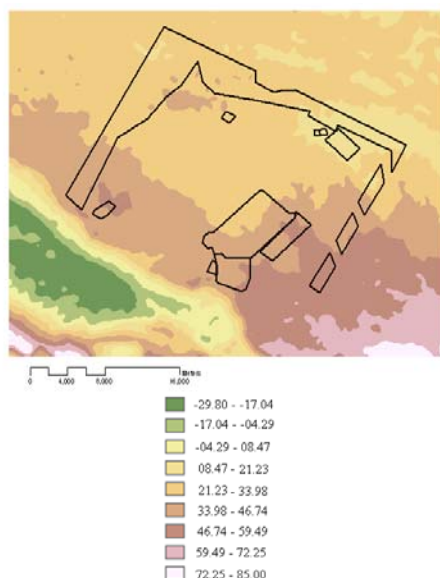 0 4,000 8,000 16,000
-29.80 - -17.04
-17.04 - -04.29
-04.29 - 08.47
08.47 - 21.23
21.23 - 33.98
33.98 - 46.74
46.74 - 59.49
59.49 - 72.25
72.25 - 85.00